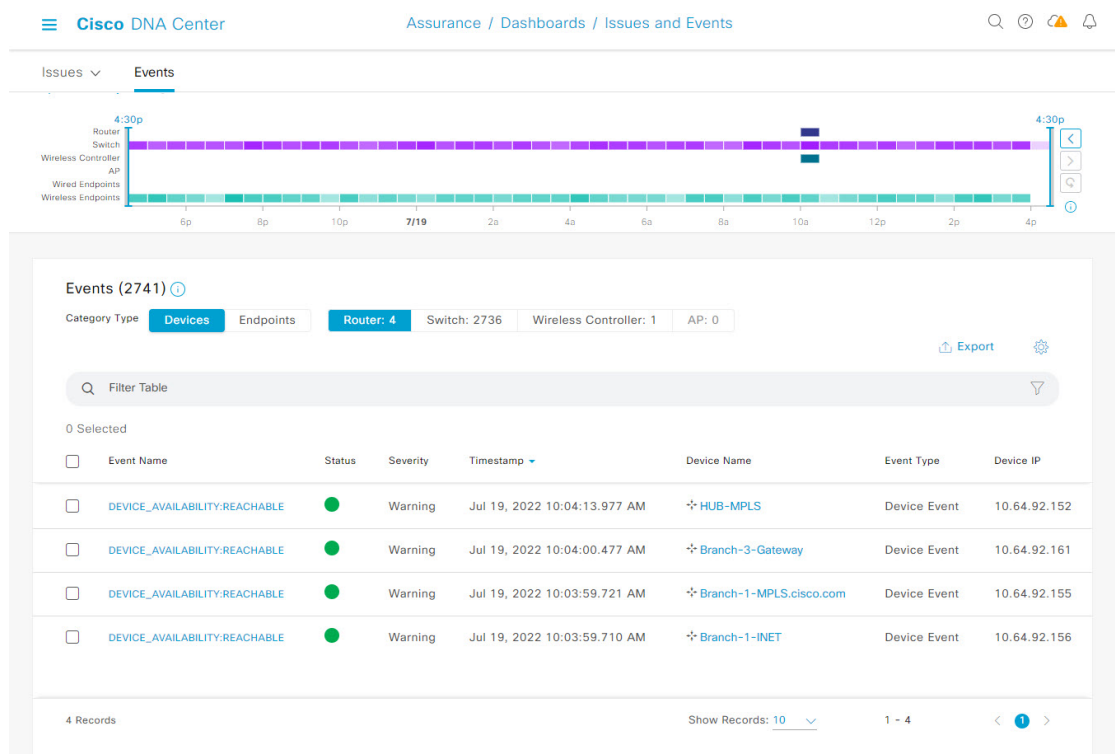 Cisco DNA Center
Assurance / Dashboards / Issues and Events
Issues
Events
4:30p
4:30p
Router
Switch
Wireless Controller
AP
Wired Endpoints
Wireless Endpoints
6p 8p 10p 7/19 2a 4a 6a 8a 10a 12p 2p 4p
Events (2741)
Category Type Devices Endpoints Router: 4 Switch: 2736 Wireless Controller: 1 AP: 0
Export
Filter Table
0 Selected
Event Name Status Severity Timestamp Device Name Event Type Device IP
DEVICE_AVAILABILITY:REACHABLE Warning Jul 19, 2022 10:04:13.977 AM HUB-MPLS Device Event 10.64.92.152
DEVICE_AVAILABILITY:REACHABLE Warning Jul 19, 2022 10:04:00.477 AM Branch-3-Gateway Device Event 10.64.92.161
DEVICE_AVAILABILITY:REACHABLE Warning Jul 19, 2022 10:03:59.721 AM Branch-1-MPLS.cisco.com Device Event 10.64.92.155
DEVICE_AVAILABILITY:REACHABLE Warning Jul 19, 2022 10:03:59.710 AM Branch-1-INET Device Event 10.64.92.156
4 Records
Show Records: 10 1 - 4 1